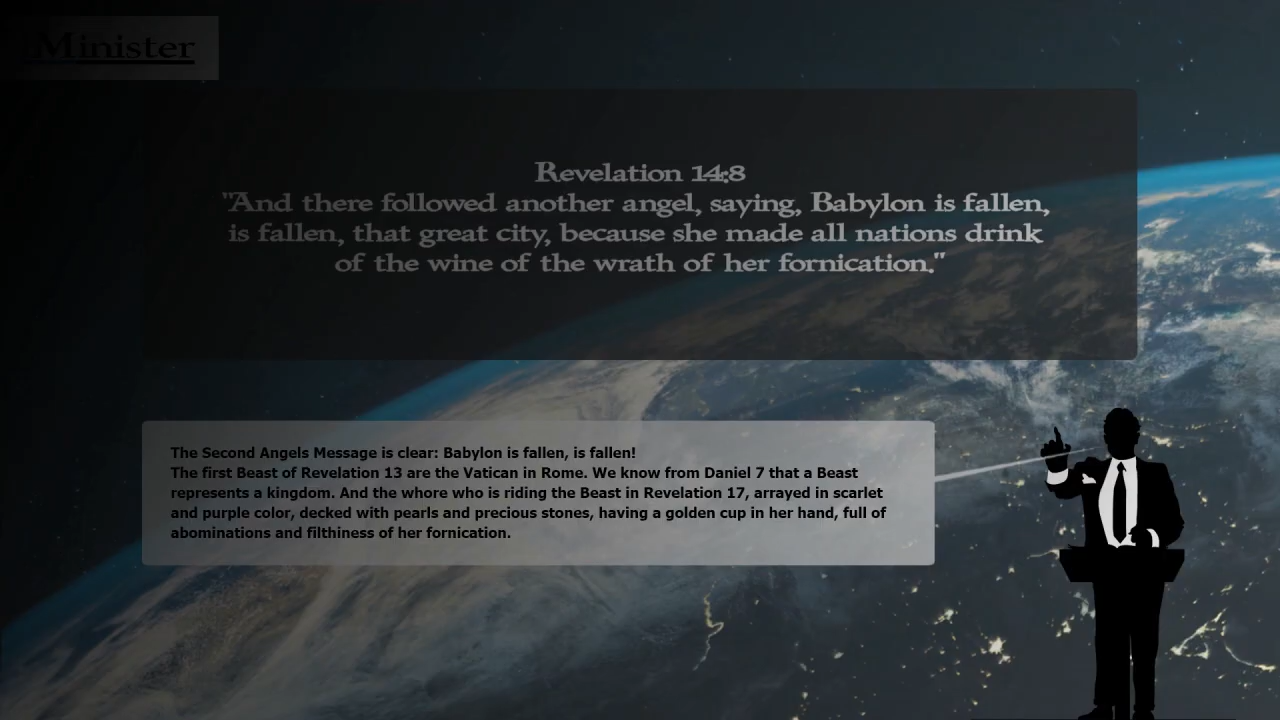 iMinister
Revelation 14:8
"And there followed another angel, saying, Babylon is fallen,
is fallen, that great city, because she made all nations drink
of the wine of the wrath of her fornication."
The Second Angels Message is clear: Babylon is fallen, is fallen!
The first Beast of Revelation 13 are the Vatican in Rome. We know from Daniel 7 that a Beast
represents a kingdom. And the whore who is riding the Beast in Revelation 17, arrayed in scarlet
and purple color, decked with pearls and precious stones, having a golden cup in her hand, full of
abominations and filthiness of her fornication.